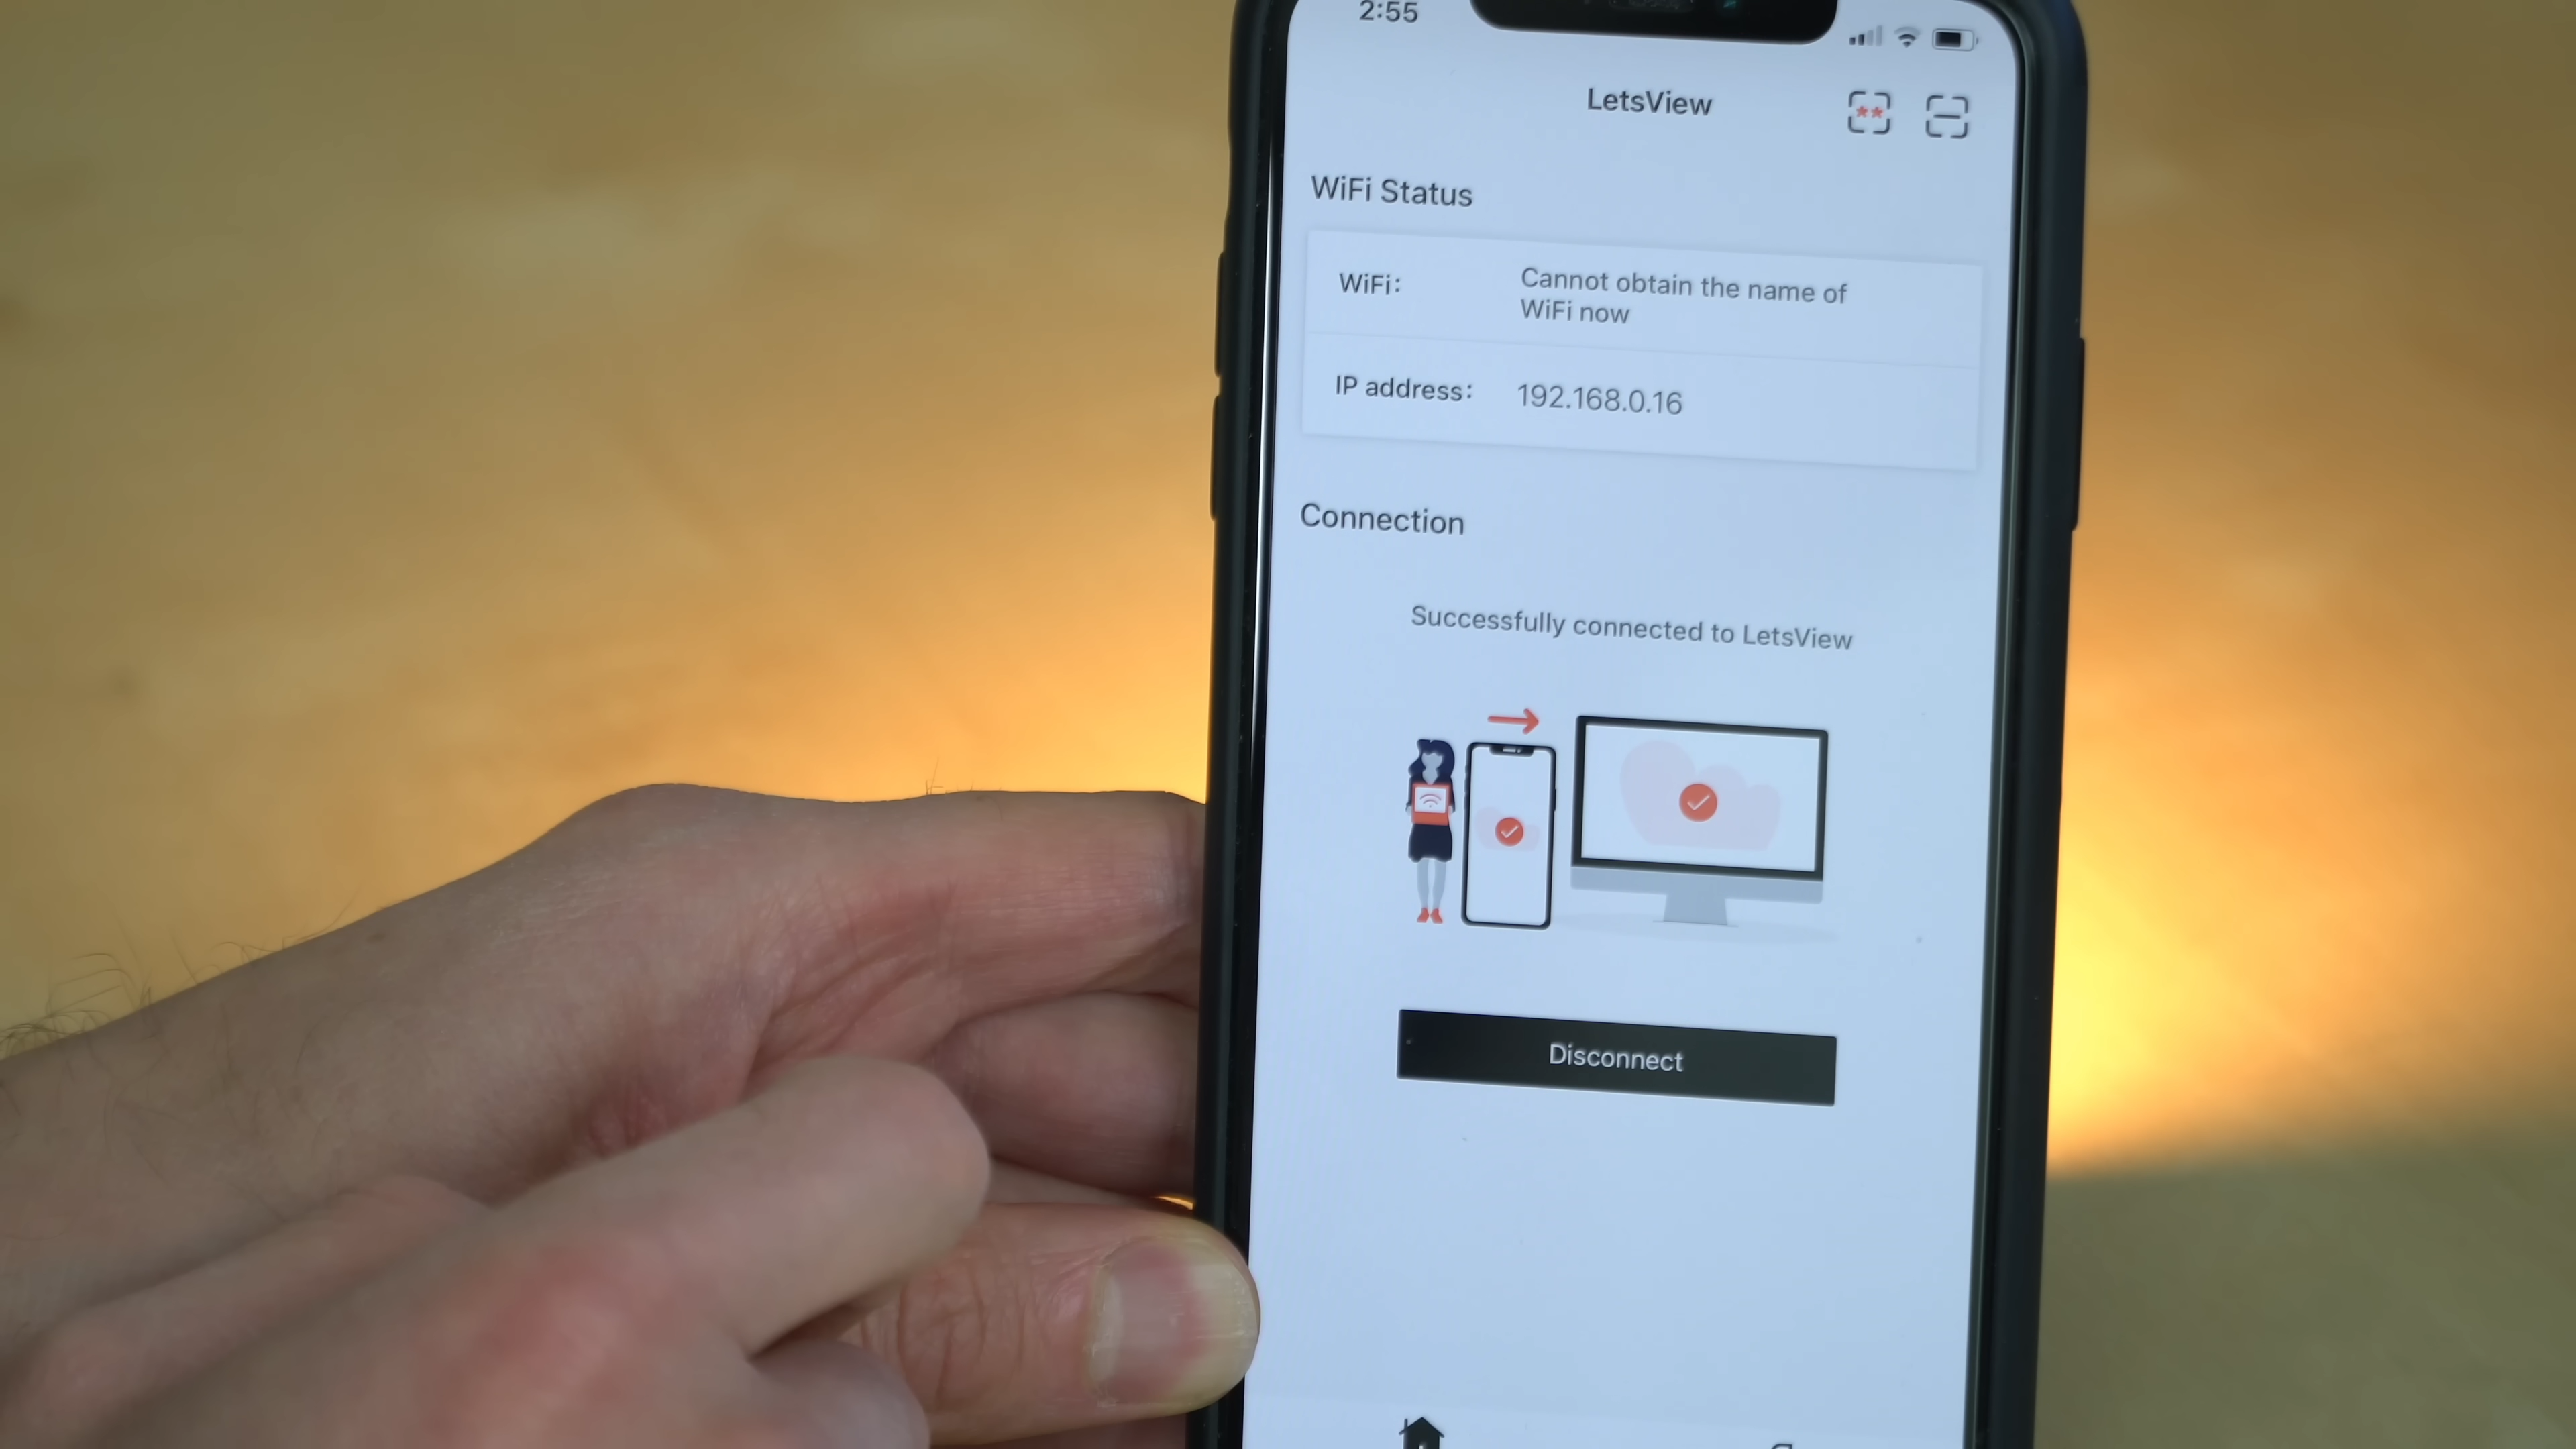 2:55
LetsView
WiFi Status
WiFi:
Cannot obtain the name of
WiFi now
IP address:
192.168.0.16
Connection
Successfully connected to LetsView
Disconnect